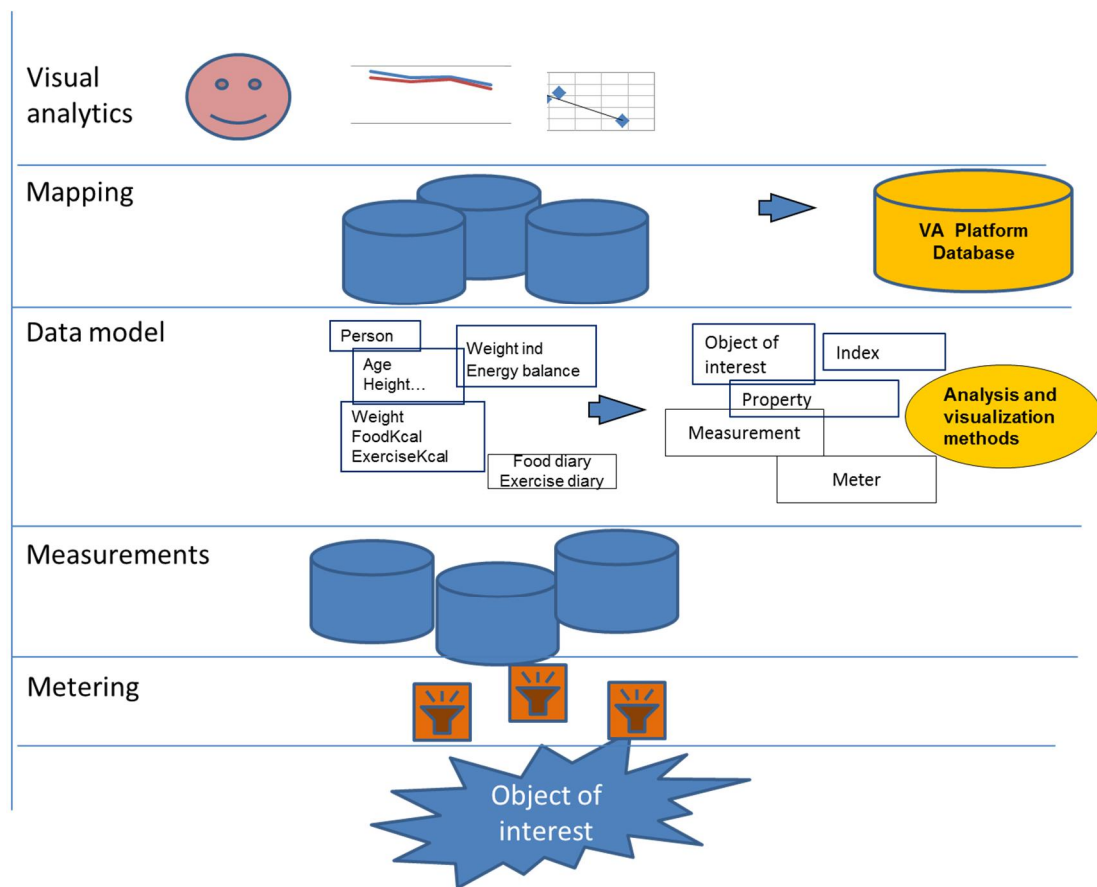 Visual
analytics
Mapping
VA Platform
Database
Data model
Person
Age
Height...
Weight ind
Energy balance
Weight
FoodKcal
ExerciseKcal
Food diary
Exercise diary
Object of
interest
Index
Property
Measurement
Meter
Analysis and
visualization
methods
Measurements
Metering
Object of
interest